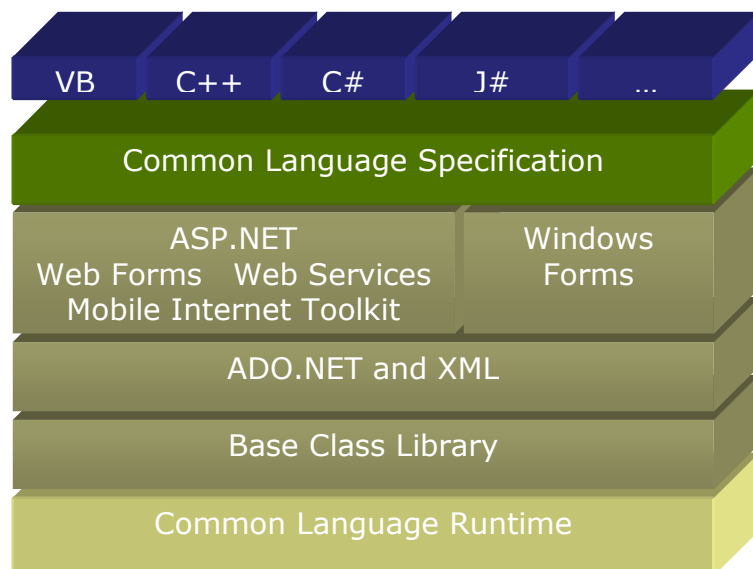 VB C++ C# J# ...
Common Language Specification
ASP.NET
Web Forms Web Services
Mobile Internet Toolkit
Windows
Forms
ADO.NET and XML
Base Class Library
Common Language Runtime